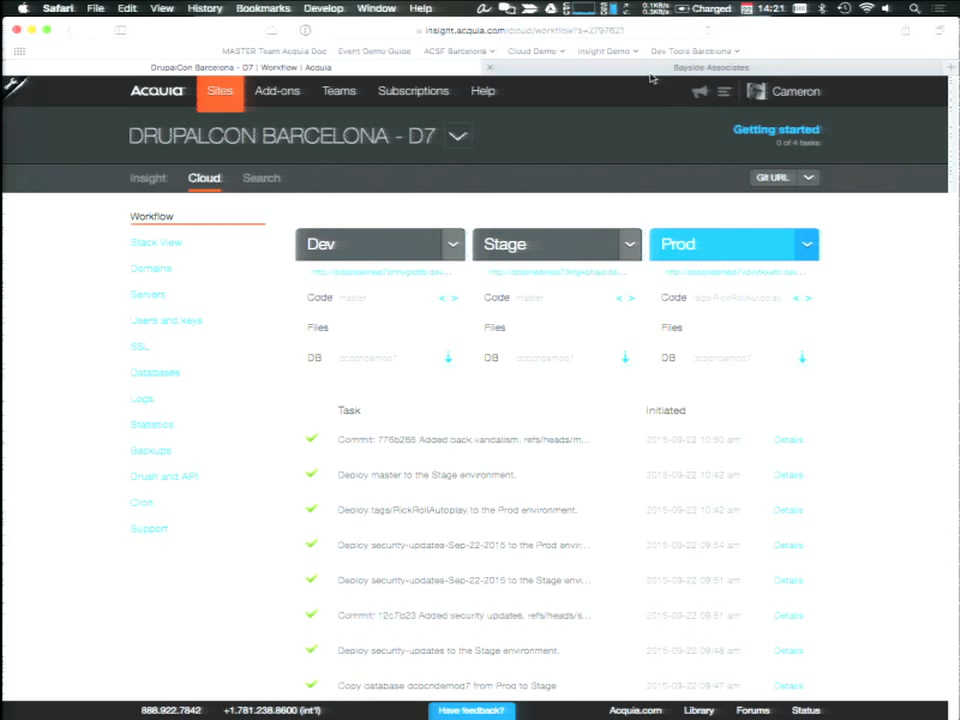 Safari File Edit View History Bookmarks Develop Window Help 0.1KB/s 0.3KB/s Charged 22 14:21
insight.acquia.com/cloud/workflow?s=2797621
MASTER Team Acquia Doc Event Demo Guide ACSF Barcelona Cloud Demo Insight Demo Dev Tools Barcelona
DrupalCon Barcelona - D7 | Workflow | Acquia Bayside Associates
Acquia Sites Add-ons Teams Subscriptions Help Cameron
DRUPALCON BARCELONA - D7
Getting started
0 of 4 tasks
Insight Cloud Search Git URL
Workflow
Stack View
Domains
Servers
Users and keys
SSL
Databases
Logs
Statistics
Backups
Drush and API
Cron
Support
Dev Stage Prod
Code master Code master Code tags/RickRollAutoplay
Files Files Files
DB dcbcndemod7 DB dcbcndemod7 DB dcbcndemod7
Task Initiated
Commit: 776b265 Added back vandalism. refs/heads/m... 2015-09-22 10:50 am Details
Deploy master to the Stage environment. 2015-09-22 10:42 am Details
Deploy tags/RickRollAutoplay to the Prod environment. 2015-09-22 10:42 am Details
Deploy security-updates-Sep-22-2015 to the Prod envir... 2015-09-22 09:54 am Details
Deploy security-updates-Sep-22-2015 to the Stage envi... 2015-09-22 09:51 am Details
Commit: 12c7b23 Added security updates. refs/heads/s... 2015-09-22 09:51 am Details
Deploy security-updates to the Stage environment. 2015-09-22 09:48 am Details
Copy database dcbcndemod7 from Prod to Stage 2015-09-22 09:47 am Details
888.922.7842 +1.781.238.8600 (int'l) Have feedback? Acquia.com Library Forums Status